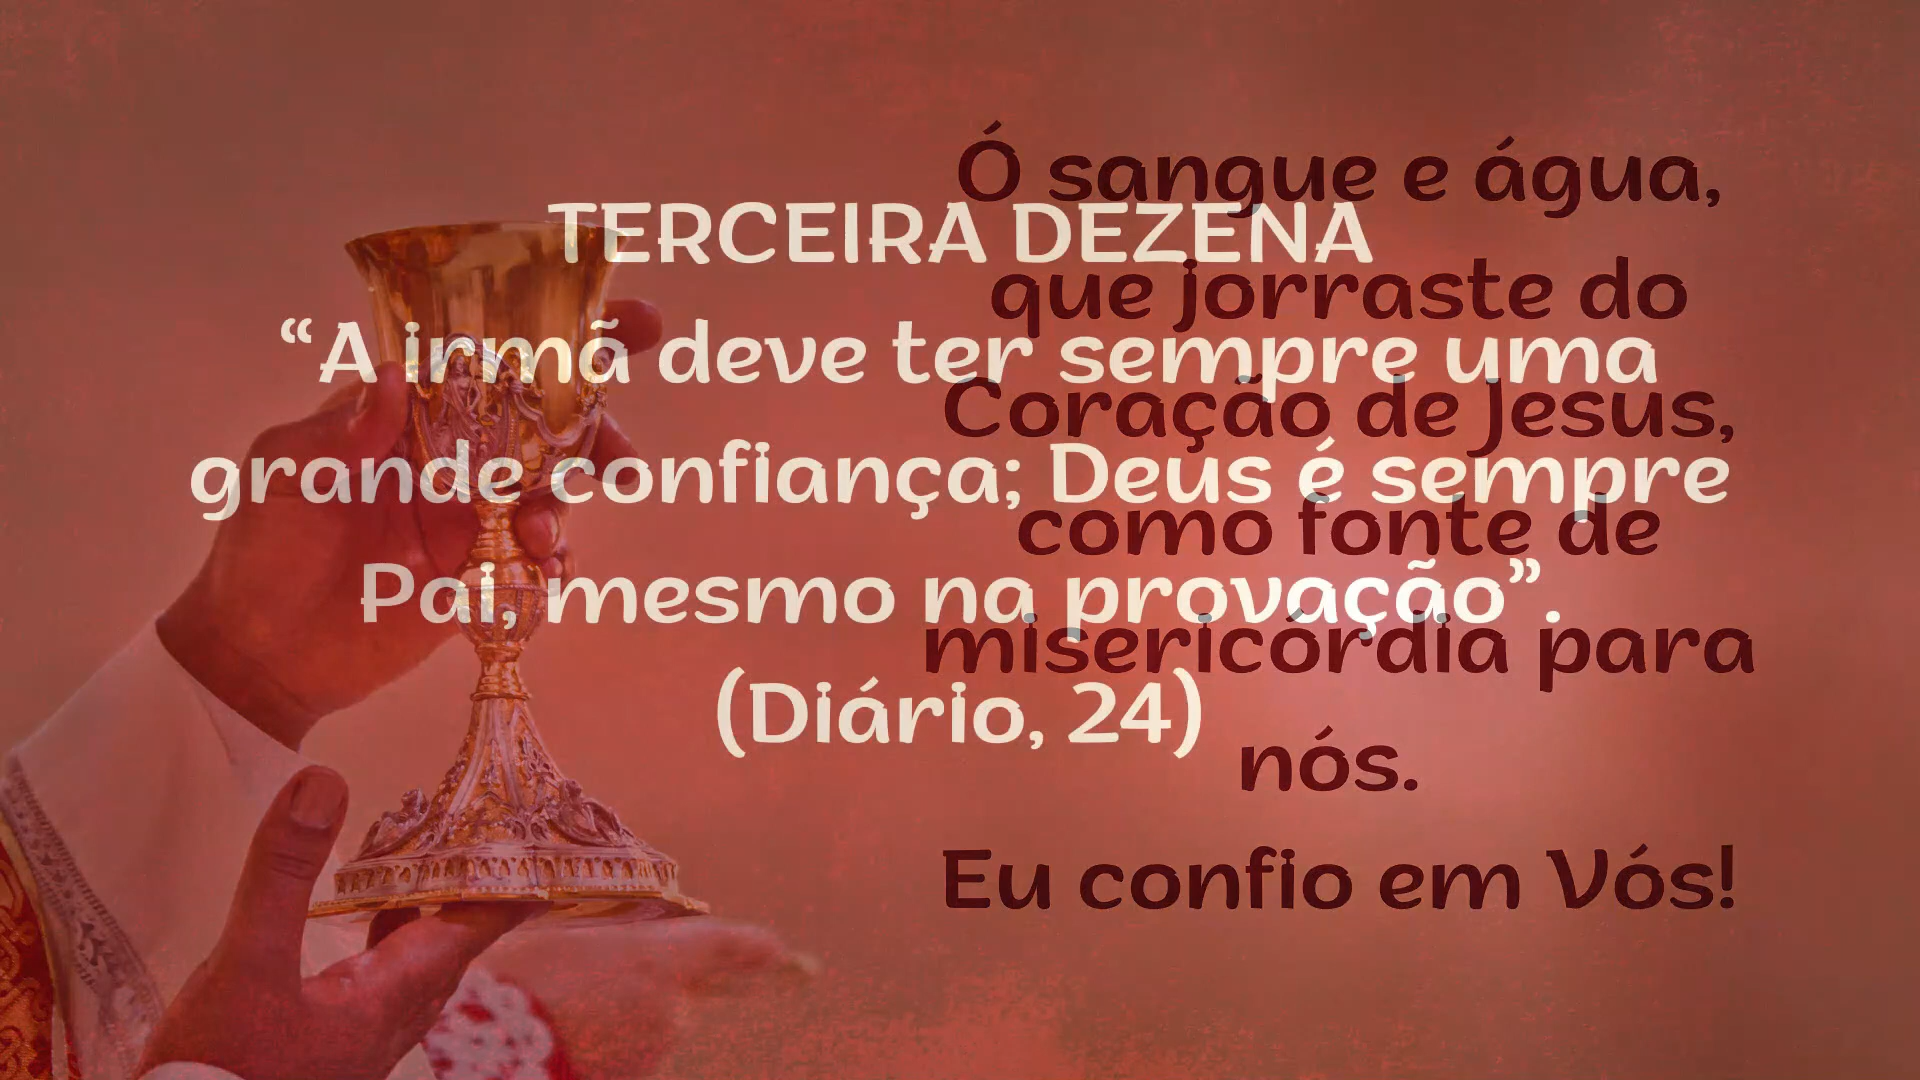 TERCEIRA DEZENA
“A irmã deve ter sempre uma
grande confiança; Deus é sempre
Pai, mesmo na provação”.
(Diário, 24)
Ó sangue e água,
que jorraste do
Coração de Jesus,
como fonte de
misericórdia para
nós.
Eu confio em Vós!